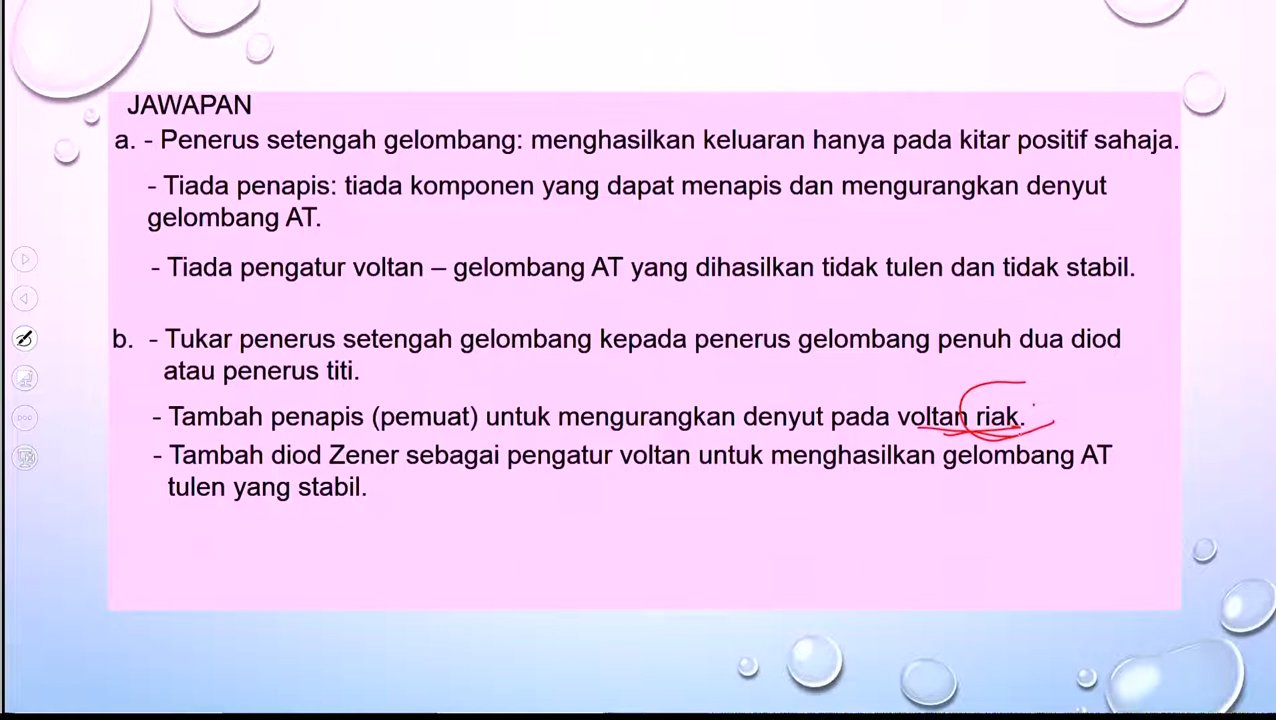 JAWAPAN
a. - Penerus setengah gelombang: menghasilkan keluaran hanya pada kitar positif sahaja.
- Tiada penapis: tiada komponen yang dapat menapis dan mengurangkan denyut
gelombang AT.
- Tiada pengatur voltan – gelombang AT yang dihasilkan tidak tulen dan tidak stabil.
b. - Tukar penerus setengah gelombang kepada penerus gelombang penuh dua diod
atau penerus titi.
- Tambah penapis (pemuat) untuk mengurangkan denyut pada voltan riak.
- Tambah diod Zener sebagai pengatur voltan untuk menghasilkan gelombang AT
tulen yang stabil.